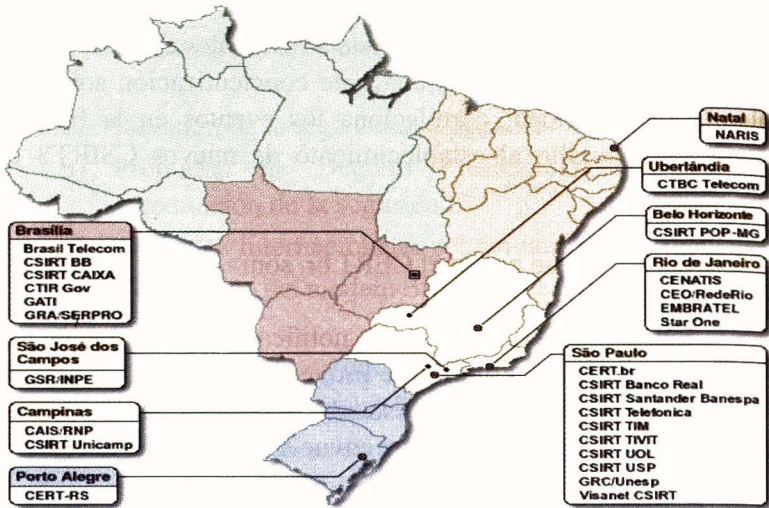 Natal
NARIS
Uberlândia
CTBC Telecom
Belo Horizonte
CSIRT POP-MG
Rio de Janeiro
CENATIS
CEO/RedeRio
EMBRATEL
Star One
Brasília
Brasil Telecom
CSIRT BB
CSIRT CAIXA
CTIR Gov
GATI
GRA/SERPRO
São José dos
Campos
GSR/INPE
Campinas
CAIS/RNP
CSIRT Unicamp
Porto Alegre
CERT-RS
São Paulo
CERT.br
CSIRT Banco Real
CSIRT Santander Banespa
CSIRT Telefonica
CSIRT TIM
CSIRT TIVIT
CSIRT UOL
CSIRT USP
GRC/Unesp
Visanet CSIRT